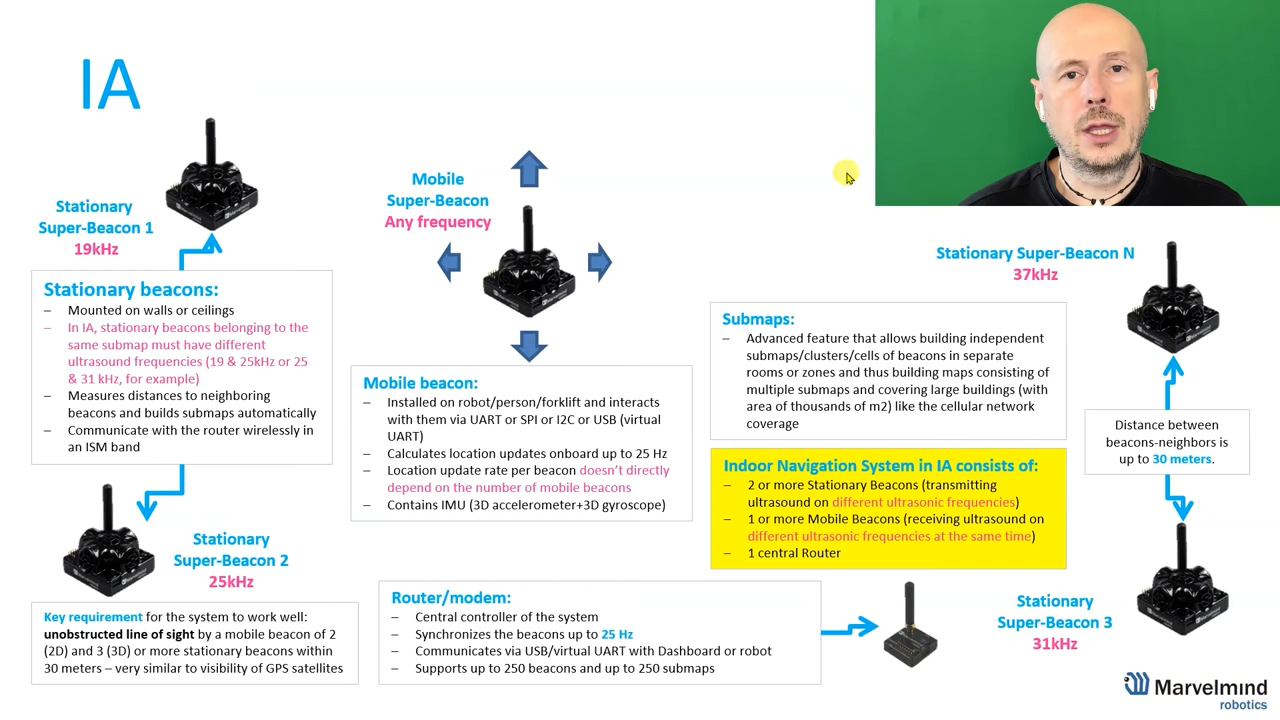 IA
Stationary
Super-Beacon 1
19kHz
Stationary beacons:
– Mounted on walls or ceilings
– In IA, stationary beacons belonging to the
same submap must have different
ultrasound frequencies (19 & 25kHz or 25
& 31 kHz, for example)
– Measures distances to neighboring
beacons and builds submaps automatically
– Communicate with the router wirelessly in
an ISM band
Stationary
Super-Beacon 2
25kHz
Key requirement for the system to work well:
unobstructed line of sight by a mobile beacon of 2
(2D) and 3 (3D) or more stationary beacons within
30 meters – very similar to visibility of GPS satellites
Mobile
Super-Beacon
Any frequency
Mobile beacon:
– Installed on robot/person/forklift and interacts
with them via UART or SPI or I2C or USB (virtual
UART)
– Calculates location updates onboard up to 25 Hz
– Location update rate per beacon doesn't directly
depend on the number of mobile beacons
– Contains IMU (3D accelerometer+3D gyroscope)
Router/modem:
– Central controller of the system
– Synchronizes the beacons up to 25 Hz
– Communicates via USB/virtual UART with Dashboard or robot
– Supports up to 250 beacons and up to 250 submaps
Submaps:
– Advanced feature that allows building independent
submaps/clusters/cells of beacons in separate
rooms or zones and thus building maps consisting of
multiple submaps and covering large buildings (with
area of thousands of m2) like the cellular network
coverage
Indoor Navigation System in IA consists of:
– 2 or more Stationary Beacons (transmitting
ultrasound on different ultrasonic frequencies)
– 1 or more Mobile Beacons (receiving ultrasound on
different ultrasonic frequencies at the same time)
– 1 central Router
Stationary Super-Beacon N
37kHz
Distance between
beacons-neighbors is
up to 30 meters.
Stationary
Super-Beacon 3
31kHz
Marvelmind
robotics